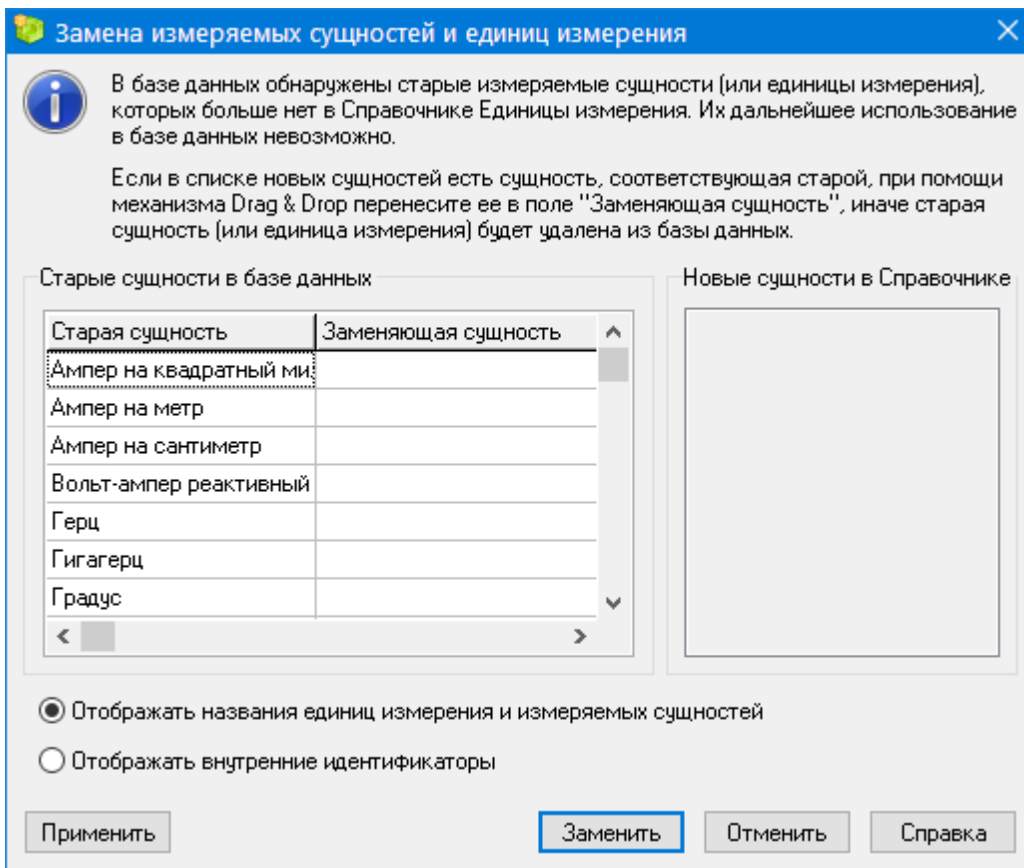 Замена измеряемых сущностей и единиц измерения
В базе данных обнаружены старые измеряемые сущности (или единицы измерения),
которых больше нет в Справочнике Единицы измерения. Их дальнейшее использование
в базе данных невозможно.
Если в списке новых сущностей есть сущность, соответствующая старой, при помощи
механизма Drag & Drop перенесите ее в поле "Заменяющая сущность", иначе старая
сущность (или единица измерения) будет удалена из базы данных.
Старые сущности в базе данных
Новые сущности в Справочнике
Старая сущность Заменяющая сущность
Ампер на квадратный ми
Ампер на метр
Ампер на сантиметр
Вольт-ампер реактивный
Герц
Гигагерц
Градус
Отображать названия единиц измерения и измеряемых сущностей
Отображать внутренние идентификаторы
Применить Заменить Отменить Справка